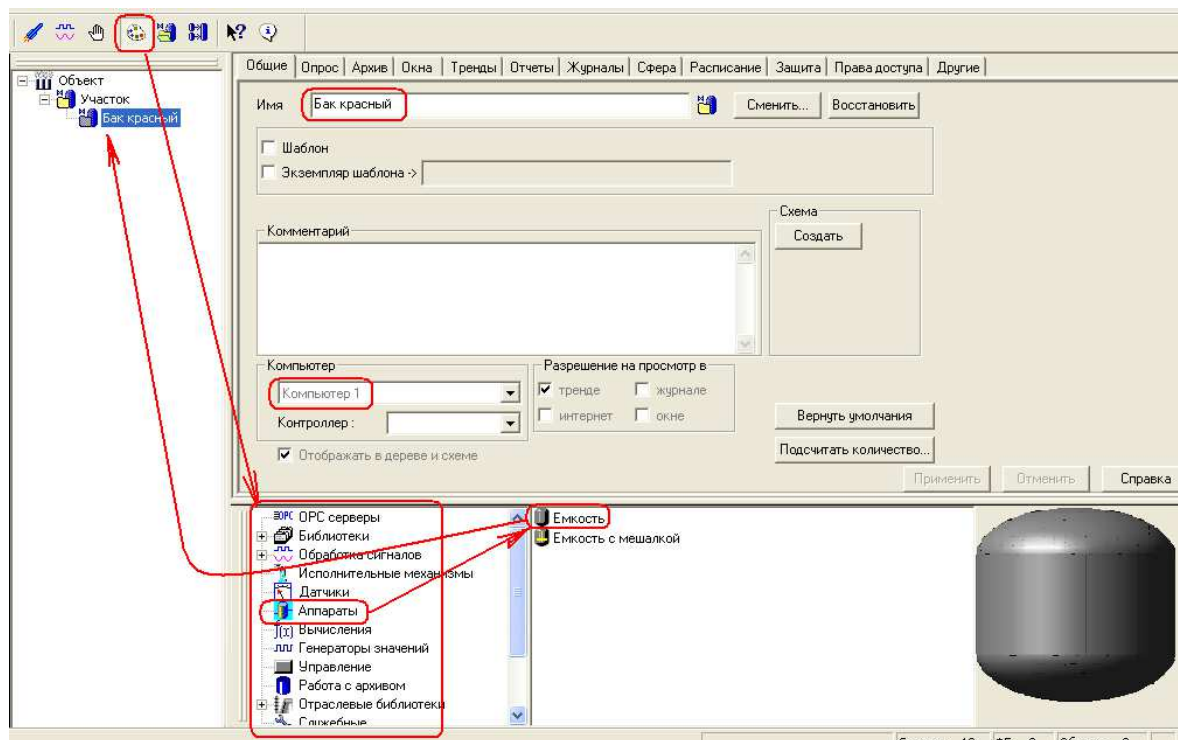 Объект
Участок
Бак красный
Общие Опрос Архив Окна Тренды Отчеты Журналы Сфера Расписание Защита Права доступа Другие
Имя Бак красный Сменить... Восстановить
Шаблон
Экземпляр шаблона ->
Схема
Создать
Комментарий
Компьютер
Компьютер 1
Контроллер :
Разрешение на просмотр в
тренде журнале
интернет окне
Отображать в дереве и схеме
Вернуть умолчания
Подсчитать количество...
Применить Отменить Справка
OPC OPC серверы
Библиотеки
Обработка сигналов
Исполнительные механизмы
Датчики
Аппараты
f(x) Вычисления
Генераторы значений
Управление
Работа с архивом
Отраслевые библиотеки
Служебные
Емкость
Емкость с мешалкой